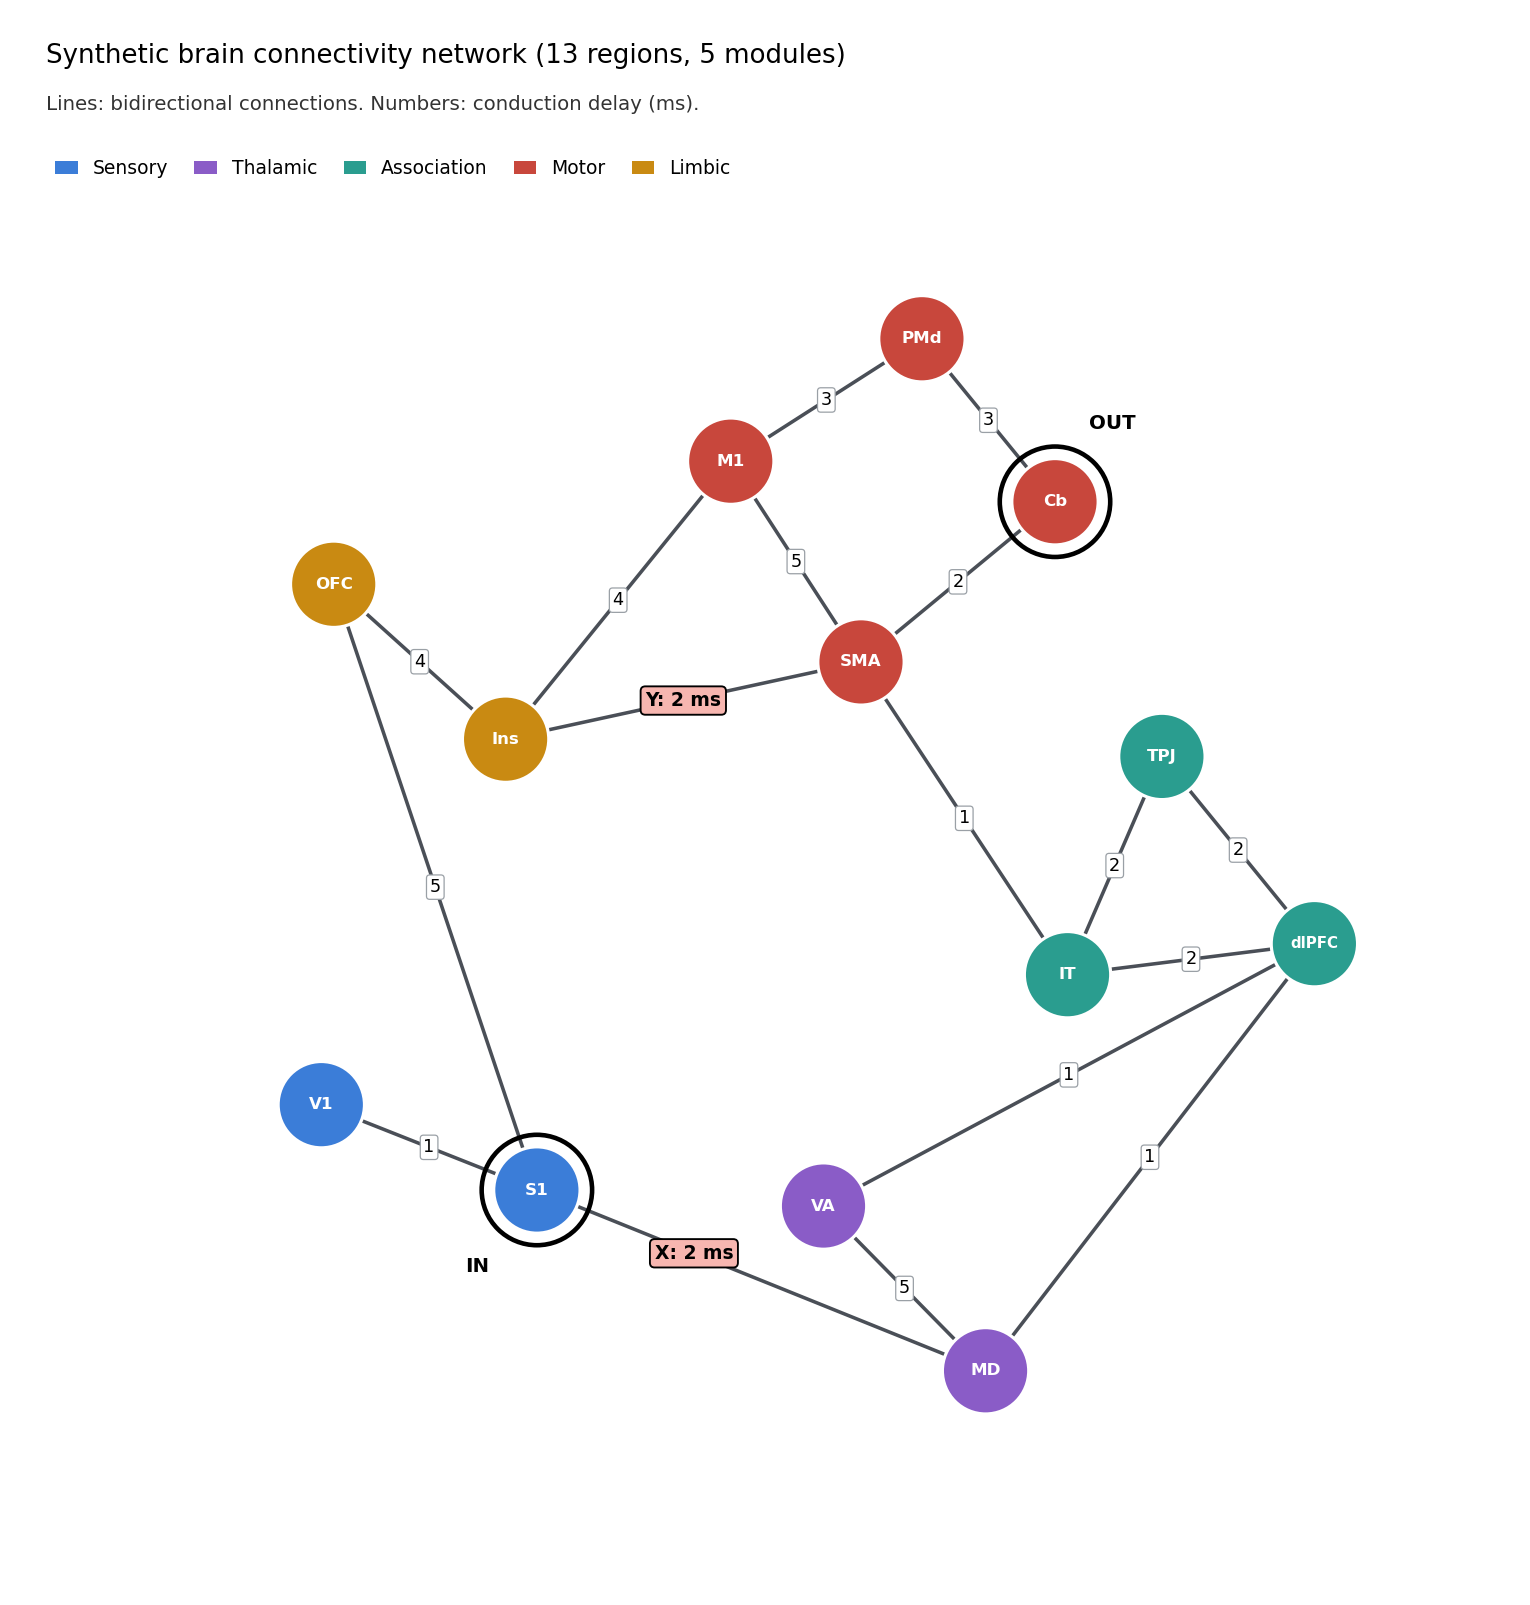 Synthetic brain connectivity network (13 regions, 5 modules)
Lines: bidirectional connections. Numbers: conduction delay (ms).
Sensory Thalamic Association Motor Limbic
PMd
3
3
OUT
M1
Cb
5
2
OFC
4
4
SMA
Y: 2 ms
Ins
TPJ
1
2
2
5
dlPFC
2
IT
1
V1
1
1
S1
VA
X: 2 ms
IN
5
MD